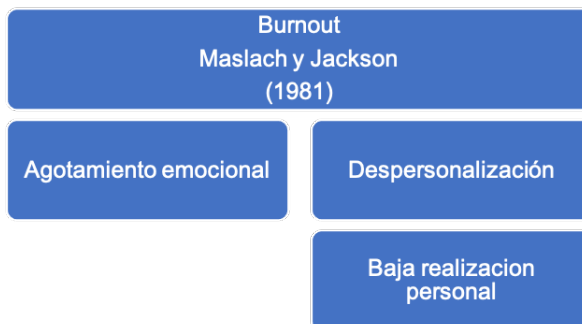 Burnout
Maslach y Jackson
(1981)
Agotamiento emocional
Despersonalización
Baja realizacion
personal